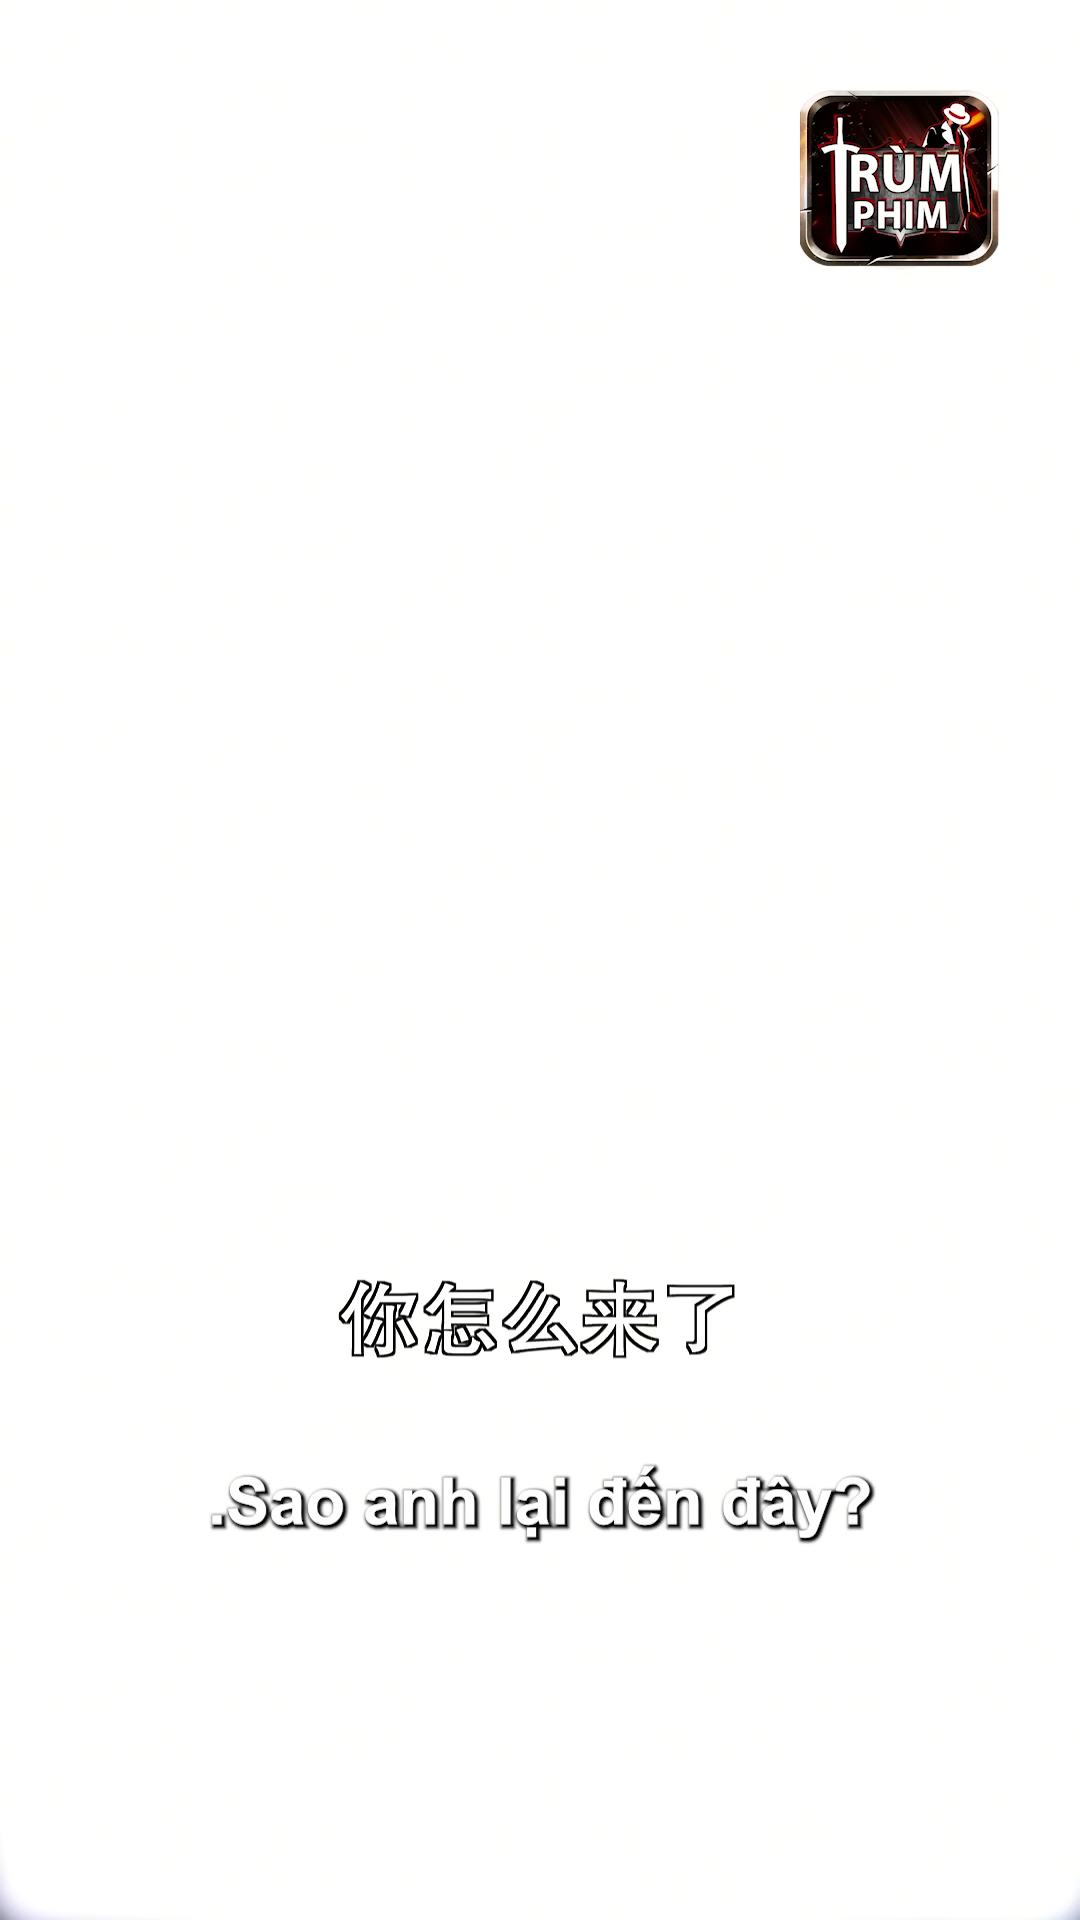 TRÙM
PHIM
你怎么来了
.Sao anh lại đến đây?